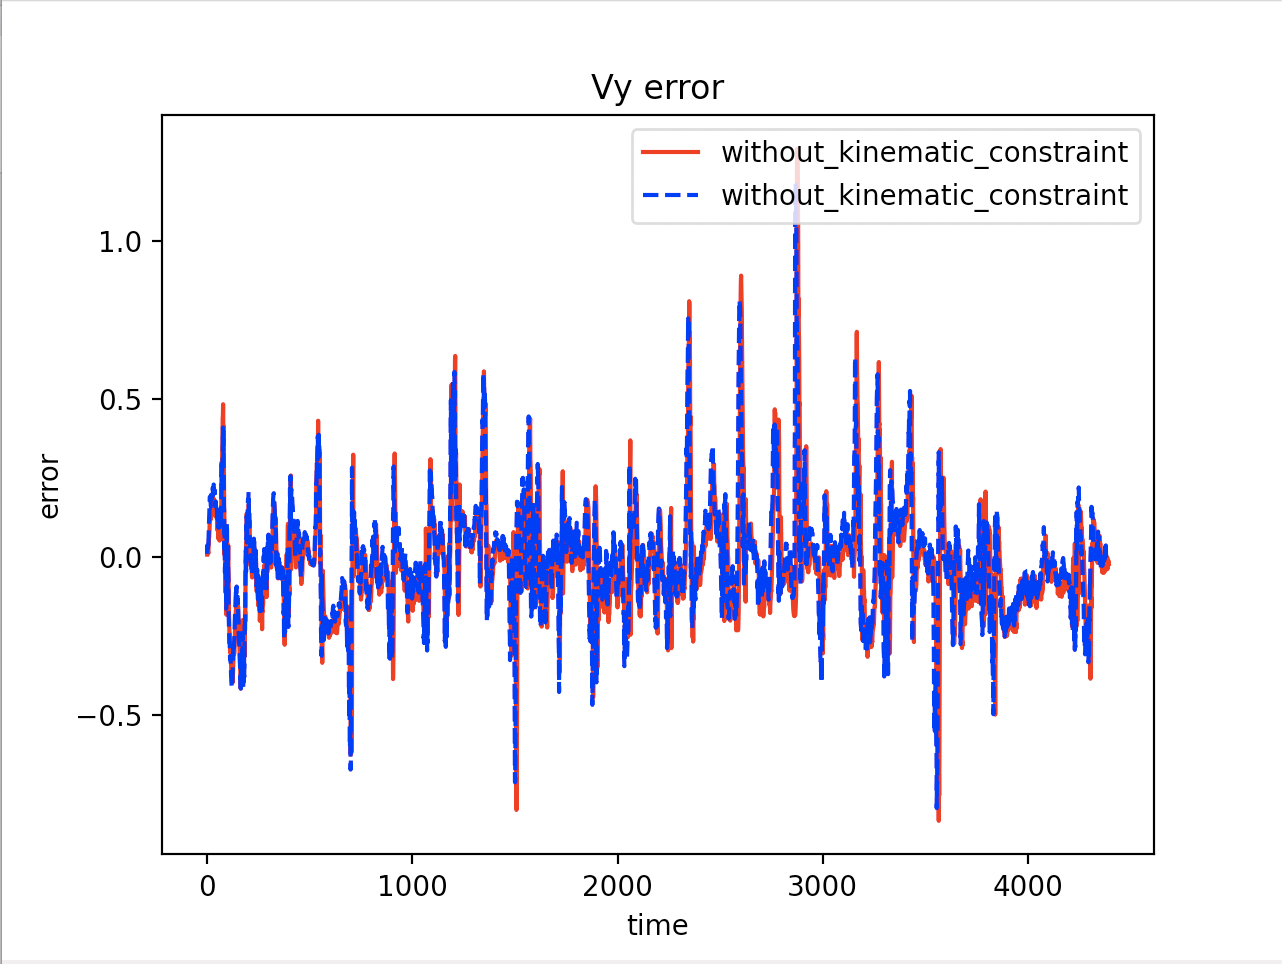 Vy error
without_kinematic_constraint
without_kinematic_constraint
1.0
0.5
0.0
−0.5
error
0 1000 2000 3000 4000
time